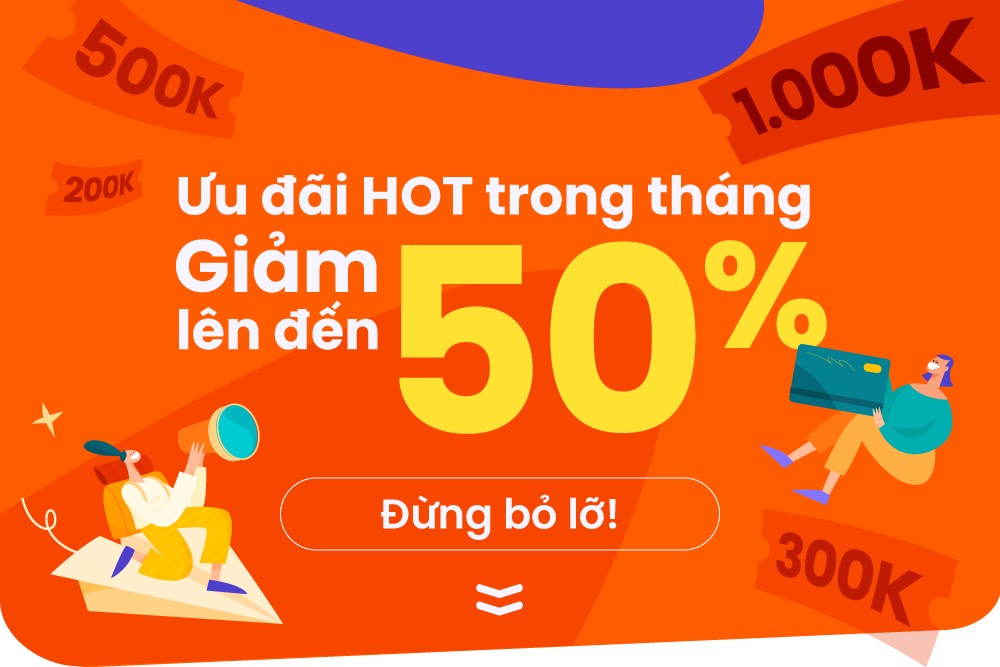 500K
1.000K
200K
Ưu đãi HOT trong tháng
Giảm
lên đến
50%
Đừng bỏ lỡ!
300K